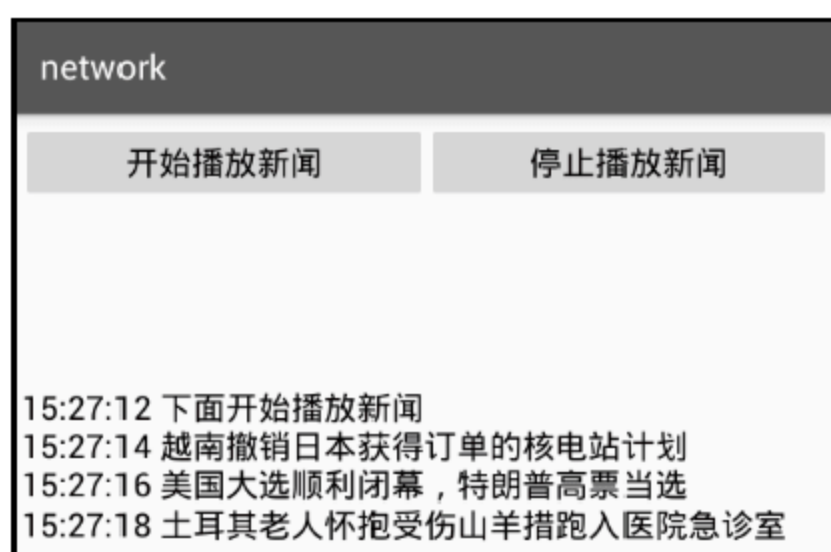 network
开始播放新闻
停止播放新闻
15:27:12 下面开始播放新闻
15:27:14 越南撤销日本获得订单的核电站计划
15:27:16 美国大选顺利闭幕，特朗普高票当选
15:27:18 土耳其老人怀抱受伤山羊措跑入医院急诊室